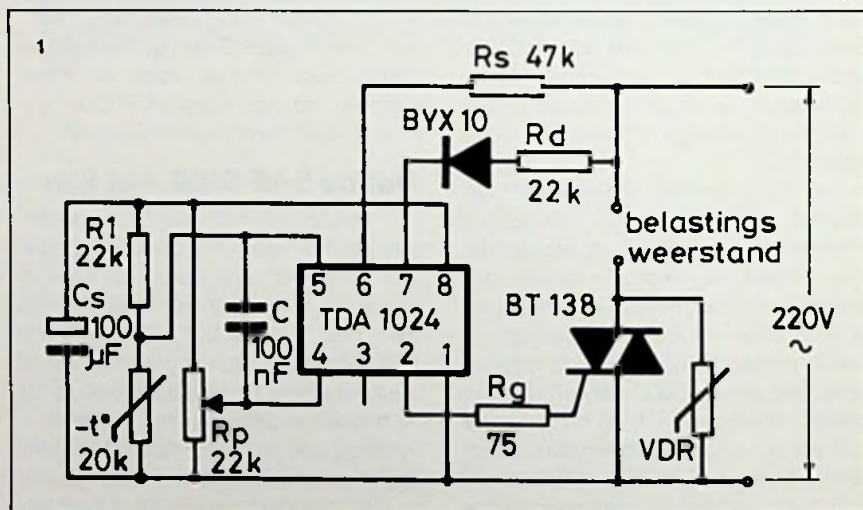 1
Rs 47k
BYX 10
Rd
22k
R1
22k
Cs
100
µF
-t°
20k
Rp
22k
C
100
nF
5 6 7 8
TDA 1024
4 3 2 1
Rg
75
BT 138
belastings
weerstand
VDR
220V
~